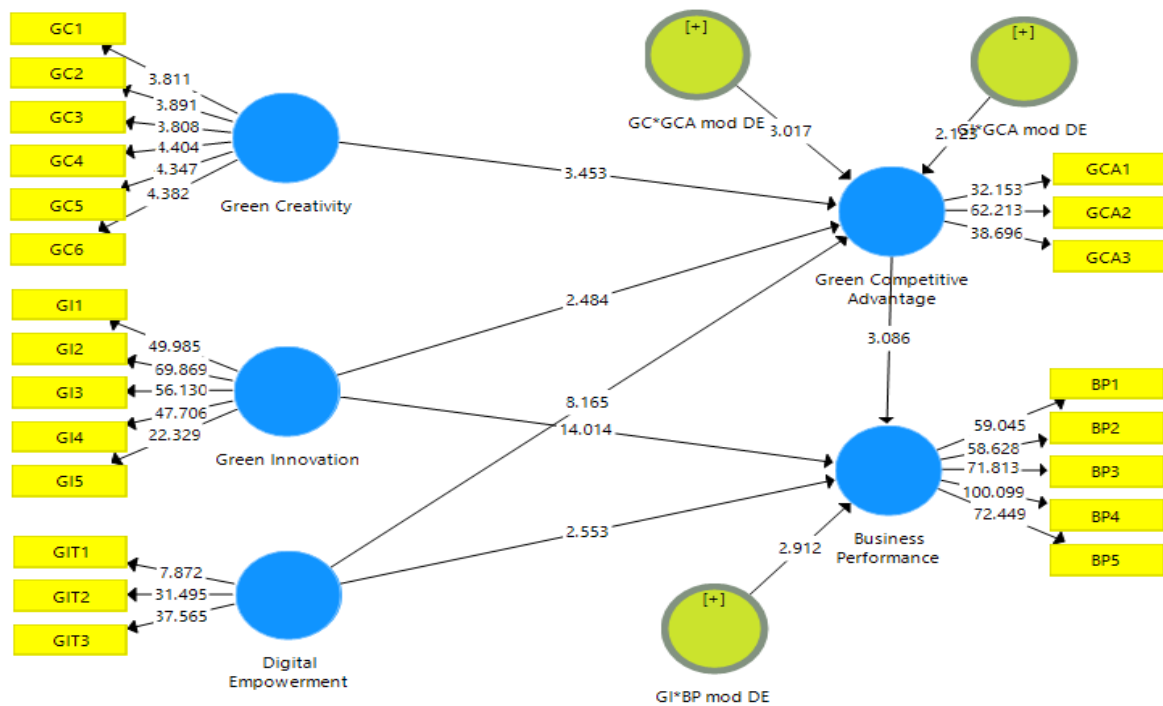 GC1
GC2
GC3
GC4
GC5
GC6
3.811
3.891
3.808
4.404
4.347
4.382
Green Creativity
GI1
GI2
GI3
GI4
GI5
49.985
69.869
56.130
47.706
22.329
Green Innovation
GIT1
GIT2
GIT3
7.872
31.495
37.565
Digital
Empowerment
3.453
2.484
8.165
14.014
2.553
[+]
GC*GCA mod DE
3.017
[+]
GI*GCA mod DE
2.123
Green Competitive
Advantage
32.153
62.213
38.696
GCA1
GCA2
GCA3
3.086
Business
Performance
59.045
58.628
71.813
100.099
72.449
BP1
BP2
BP3
BP4
BP5
2.912
[+]
GI*BP mod DE